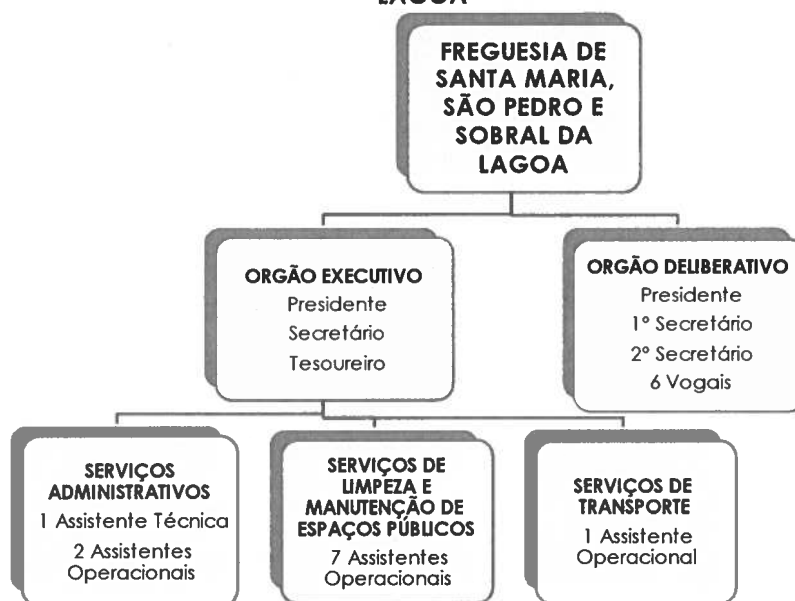 LAGOA
FREGUESIA DE
SANTA MARIA,
SÃO PEDRO E
SOBRAL DA
LAGOA
ORGÃO EXECUTIVO
Presidente
Secretário
Tesoureiro
ORGÃO DELIBERATIVO
Presidente
1º Secretário
2º Secretário
6 Vogais
SERVIÇOS
ADMINISTRATIVOS
1 Assistente Técnica
2 Assistentes
Operacionais
SERVIÇOS DE
LIMPEZA E
MANUTENÇÃO DE
ESPAÇOS PÚBLICOS
7 Assistentes
Operacionais
SERVIÇOS DE
TRANSPORTE
1 Assistente
Operacional